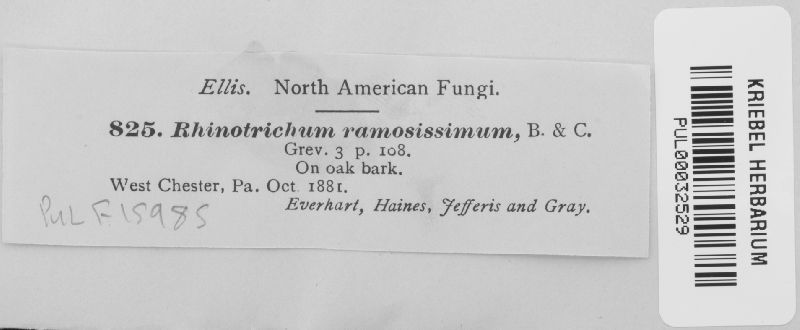 Ellis. North American Fungi.
825. Rhinotrichum ramosissimum, B. & C.
Grev. 3 p. 108.
On oak bark.
West Chester, Pa. Oct. 1881.
Everhart, Haines, Jefferis and Gray.
PUL F.15985
KRIEBEL HERBARIUM
PUL00032529